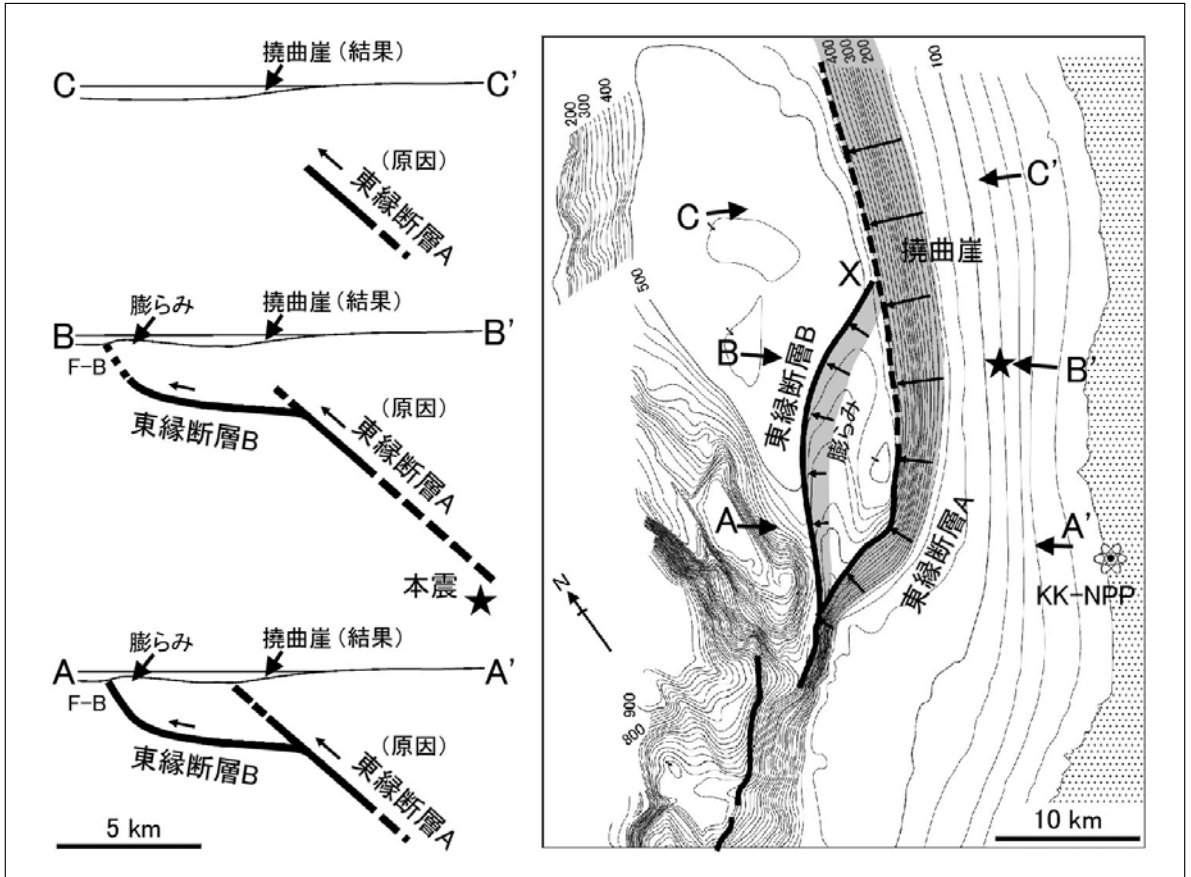 撓曲崖（結果）
C
C'
（原因）
東縁断層A
膨らみ
撓曲崖（結果）
B
B'
F-B
（原因）
東縁断層B
東縁断層A
本震
膨らみ
撓曲崖（結果）
A
A'
F-B
（原因）
東縁断層B
東縁断層A
5 km
200
300
400
400
300
200
100
C'
C
撓曲崖
500
X
東縁断層B
B
B'
膨らみ
A
A'
東縁断層A
KK-NPP
N
900
800
10 km